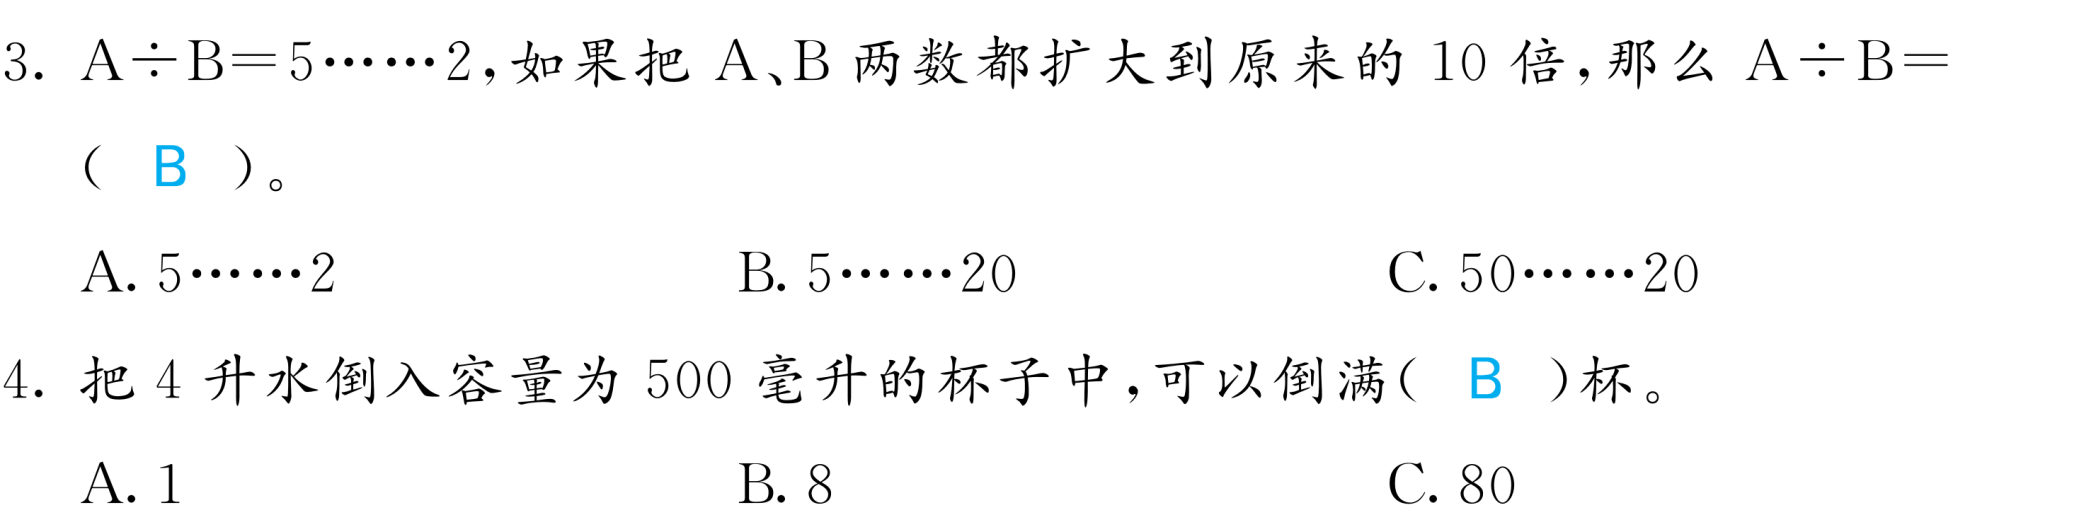 3. A÷B=5……2,如果把 A、B 两数都扩大到原来的 10 倍,那么 A÷B=
( B )。
A. 5……2 B. 5……20 C. 50……20
4. 把 4 升水倒入容量为 500 毫升的杯子中,可以倒满( B )杯。
A. 1 B. 8 C. 80